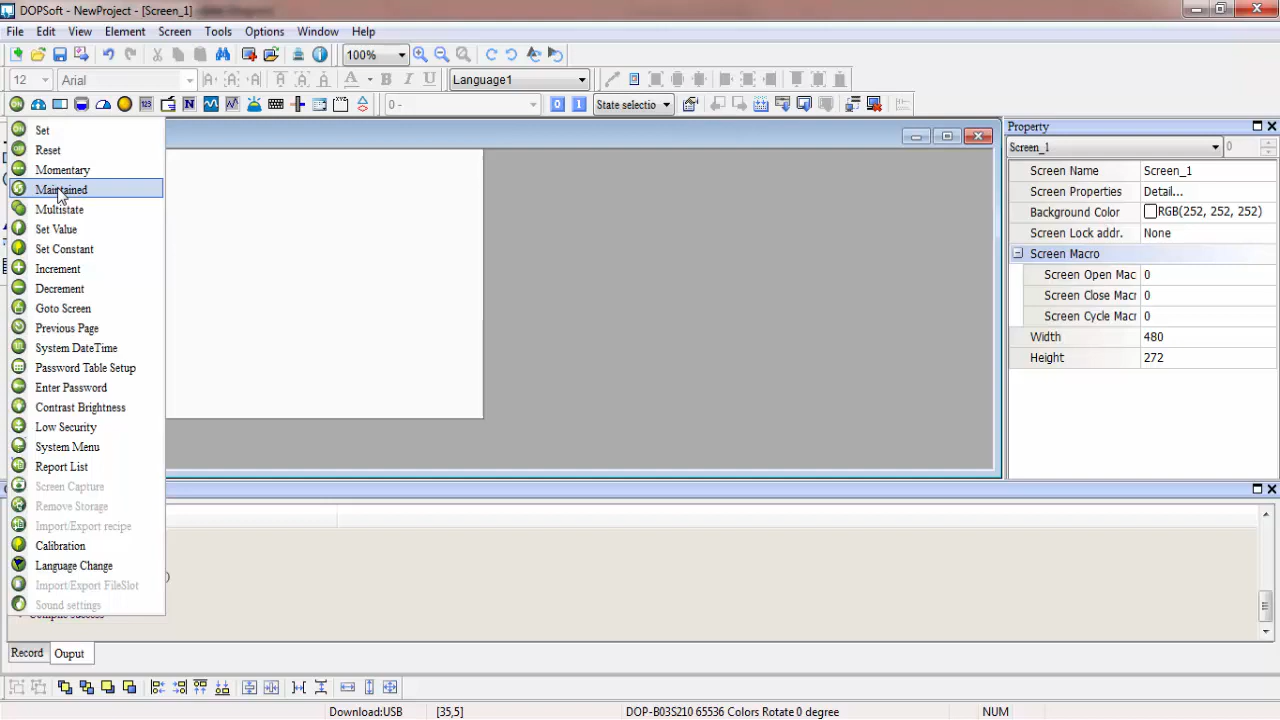 DOPSoft - NewProject - [Screen_1]
File Edit View Element Screen Tools Options Window Help
100%
12 Arial Language1
0 - State selectio
Set
Reset
Momentary
Maintained
Multistate
Set Value
Set Constant
Increment
Decrement
Goto Screen
Previous Page
System DateTime
Password Table Setup
Enter Password
Contrast Brightness
Low Security
System Menu
Report List
Screen Capture
Remove Storage
Import/Export recipe
Calibration
Language Change
Import/Export FileSlot
Sound settings
Property
Screen_1 0
Screen Name Screen_1
Screen Properties Detail...
Background Color RGB(252, 252, 252)
Screen Lock addr. None
Screen Macro
Screen Open Mac 0
Screen Close Macr 0
Screen Cycle Macr 0
Width 480
Height 272
)
Compile success
Record Ouput
Download:USB [35,5] DOP-B03S210 65536 Colors Rotate 0 degree NUM